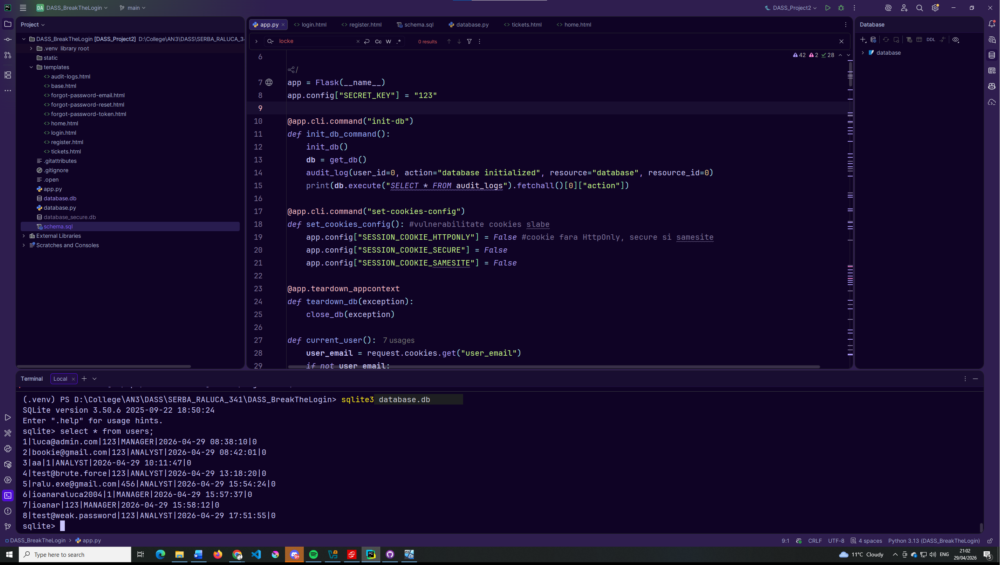 DA DASS_BreakTheLogin main DASS_Project2
Project
DASS_BreakTheLogin [DASS_Project2] D:\College\AN3\DASS\SERBA_RALUCA_34
.venv library root
static
templates
audit-logs.html
base.html
forgot-password-email.html
forgot-password-reset.html
forgot-password-token.html
home.html
login.html
register.html
tickets.html
.gitattributes
.gitignore
.open
app.py
database.db
database.py
database_secure.db
schema.sql
External Libraries
Scratches and Consoles
app.py login.html register.html schema.sql database.py tickets.html home.html
locke Cc W .* 0 results
42 2 28
6
/
7 app = Flask(__name__)
8 app.config["SECRET_KEY"] = "123"
9
10 @app.cli.command("init-db")
11 def init_db_command():
12 init_db()
13 db = get_db()
14 audit_log(user_id=0, action="database initialized", resource="database", resource_id=0)
15 print(db.execute("SELECT * FROM audit_logs").fetchall()[0]["action"])
16
17 @app.cli.command("set-cookies-config")
18 def set_cookies_config(): #vulnerabilitate cookies slabe
19 app.config["SESSION_COOKIE_HTTPONLY"] = False #cookie fara HttpOnly, secure si samesite
20 app.config["SESSION_COOKIE_SECURE"] = False
21 app.config["SESSION_COOKIE_SAMESITE"] = False
22
23 @app.teardown_appcontext
24 def teardown_db(exception):
25 close_db(exception)
26
27 def current_user(): 7 usages
28 user_email = request.cookies.get("user_email")
29 if not user_email:
Database
DDL
database
Terminal Local
(.venv) PS D:\College\AN3\DASS\SERBA_RALUCA_341\DASS_BreakTheLogin> sqlite3 database.db
SQLite version 3.50.6 2025-09-22 18:50:24
Enter ".help" for usage hints.
sqlite> select * from users;
1|luca@admin.com|123|MANAGER|2026-04-29 08:38:10|0
2|bookie@gmail.com|123|ANALYST|2026-04-29 08:42:01|0
3|aa|1|ANALYST|2026-04-29 10:11:47|0
4|test@brute.force|123|ANALYST|2026-04-29 13:18:20|0
5|ralu.exe@gmail.com|456|ANALYST|2026-04-29 15:54:24|0
6|ioanaraluca2004|1|MANAGER|2026-04-29 15:57:37|0
7|ioanar|123|MANAGER|2026-04-29 15:58:12|0
8|test@weak.password|123|ANALYST|2026-04-29 17:51:55|0
sqlite>
DASS_BreakTheLogin > app.py 9:1 CRLF UTF-8 4 spaces Python 3.13 (DASS_BreakTheLogin)
Type here to search
11°C Cloudy ENG
21:02
29/04/2026
5